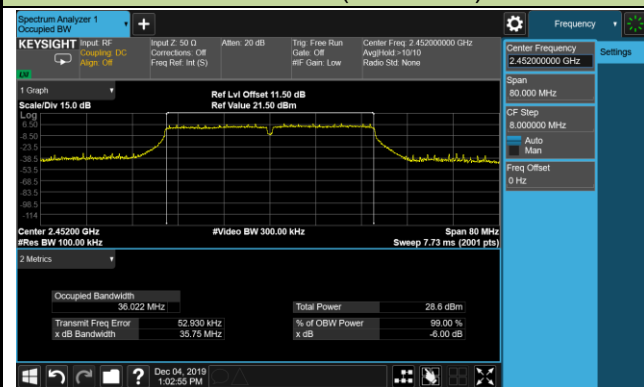 Spectrum Analyzer 1
Occupied BW
Frequency
KEYSIGHT Input: RF
Coupling: DC
Align: Off
Input Z: 50 Ω
Corrections: Off
Freq Ref: Int (S)
Atten: 20 dB
Trig: Free Run
Gate: Off
#IF Gain: Low
Center Freq: 2.452000000 GHz
Avg|Hold:>10/10
Radio Std: None
Center Frequency
2.452000000 GHz
Settings
Span
80.000 MHz
CF Step
8.000000 MHz
Auto
Man
Freq Offset
0 Hz
1 Graph
Scale/Div 15.0 dB
Ref Lvl Offset 11.50 dB
Ref Value 21.50 dBm
Log
6.50
-8.50
-23.5
-38.5
-53.5
-68.5
-83.5
-98.5
-114
Center 2.45200 GHz
#Video BW 300.00 kHz
Span 80 MHz
#Res BW 100.00 kHz
Sweep 7.73 ms (2001 pts)
2 Metrics
Occupied Bandwidth
36.022 MHz
Total Power 28.6 dBm
Transmit Freq Error 52.930 kHz
% of OBW Power 99.00 %
x dB Bandwidth 35.75 MHz
x dB -6.00 dB
Dec 04, 2019
1:02:55 PM